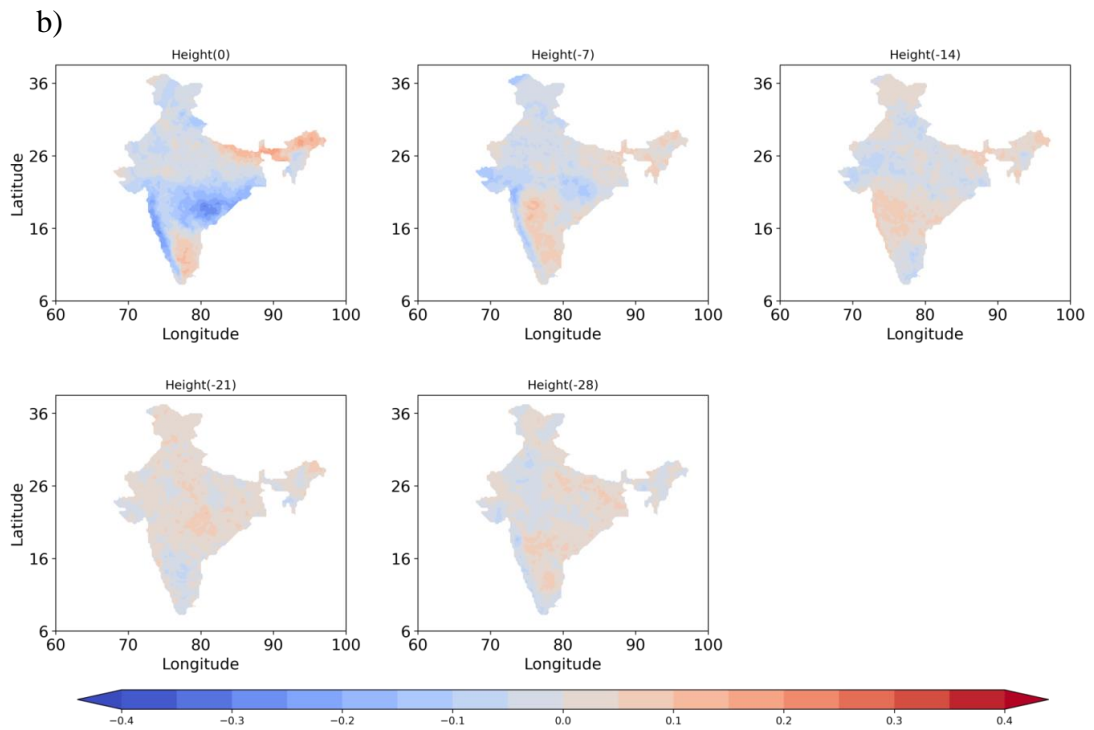 b)
Height(0)
Height(-7)
Height(-14)
Latitude
36
26
16
6
60 70 80 90 100
Longitude
36
26
16
6
60 70 80 90 100
Longitude
36
26
16
6
60 70 80 90 100
Longitude
Height(-21)
Height(-28)
Latitude
36
26
16
6
60 70 80 90 100
Longitude
36
26
16
6
60 70 80 90 100
Longitude
−0.4 −0.3 −0.2 −0.1 0.0 0.1 0.2 0.3 0.4